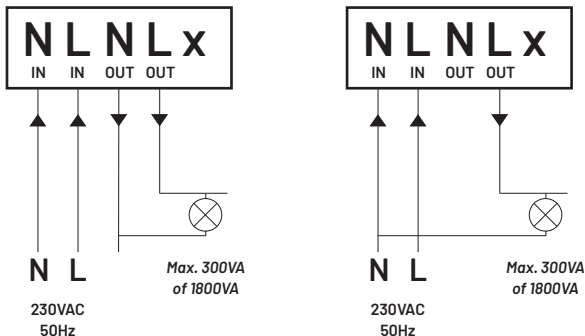 N L N L x
IN IN OUT OUT
N L
Max. 300VA
of 1800VA
230VAC
50Hz
N L N L x
IN IN OUT OUT
N L
Max. 300VA
of 1800VA
230VAC
50Hz